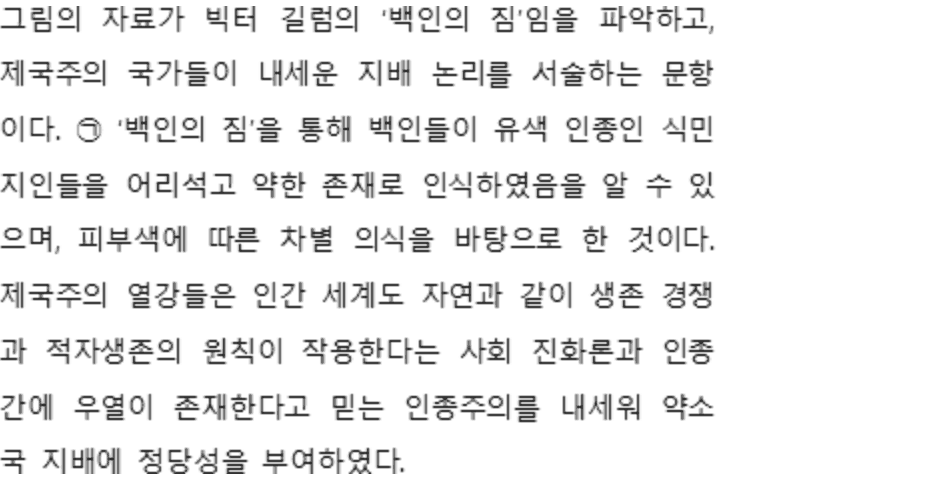 그림의 자료가 빅터 길럼의 ‘백인의 짐’임을 파악하고,
제국주의 국가들이 내세운 지배 논리를 서술하는 문항
이다. ㉠ ‘백인의 짐’을 통해 백인들이 유색 인종인 식민
지인들을 어리석고 약한 존재로 인식하였음을 알 수 있
으며, 피부색에 따른 차별 의식을 바탕으로 한 것이다.
제국주의 열강들은 인간 세계도 자연과 같이 생존 경쟁
과 적자생존의 원칙이 작용한다는 사회 진화론과 인종
간에 우열이 존재한다고 믿는 인종주의를 내세워 약소
국 지배에 정당성을 부여하였다.